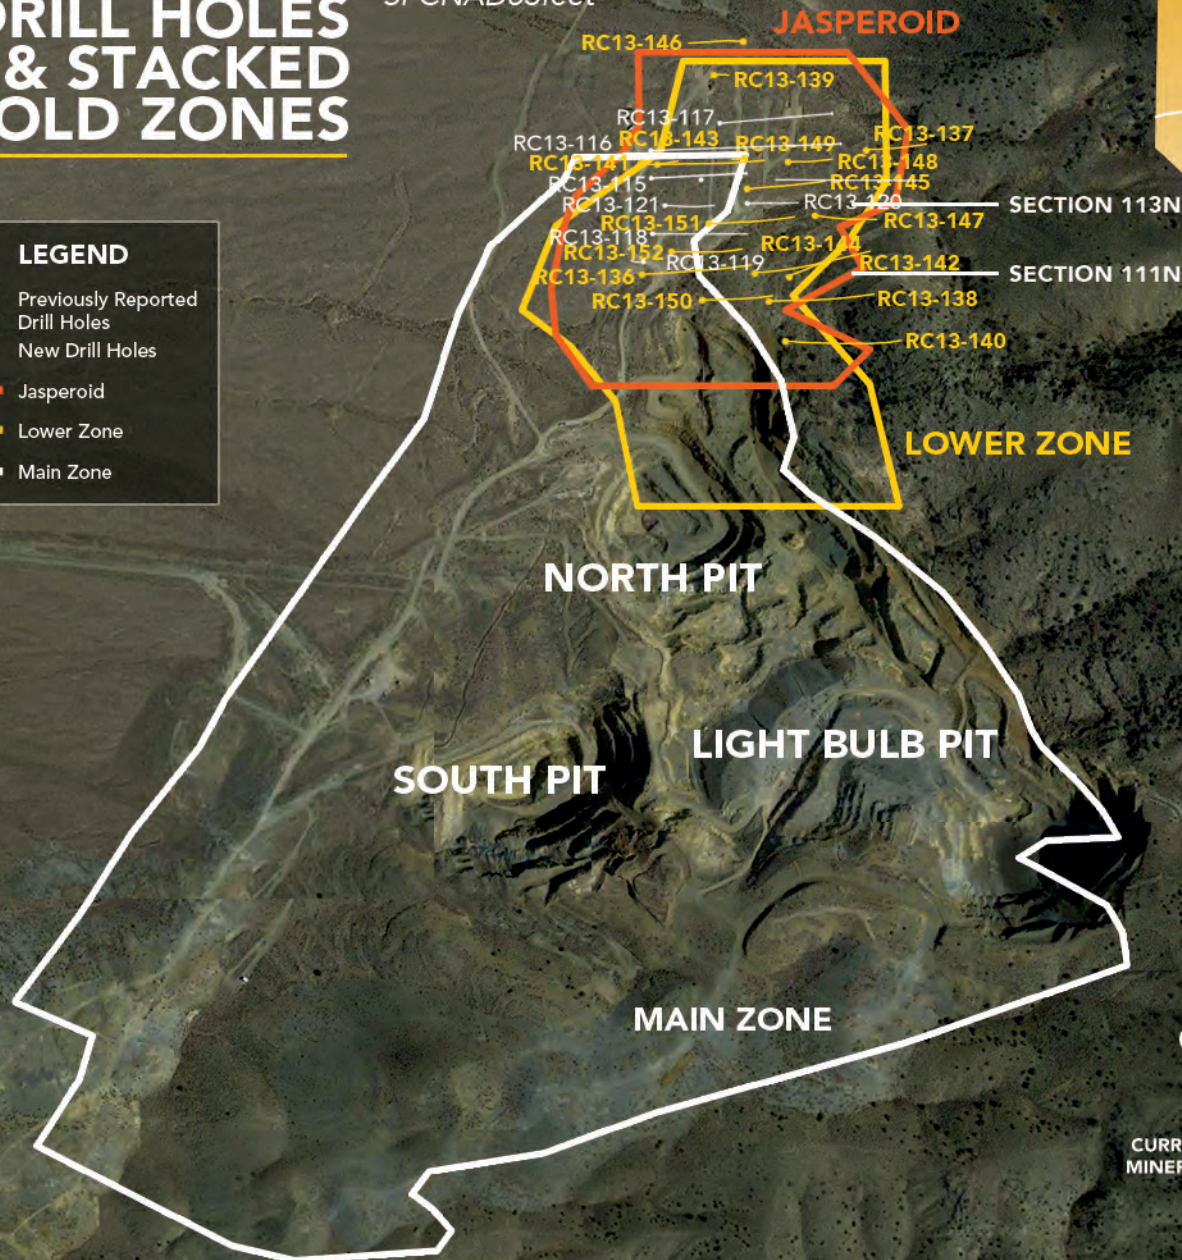 DRILL HOLES
& STACKED
OLD ZONES
JASPEROID
RC13-146
RC13-139
RC13-117
RC13-116
RC13-143
RC13-149
RC13-137
RC13-141
RC13-148
RC13-115
RC13-145
RC13-121
RC13-120
SECTION 113N
RC13-151
RC13-147
RC13-118
RC13-144
RC13-152
RC13-119
RC13-142
RC13-136
SECTION 111N
RC13-150
RC13-138
RC13-140
LEGEND
Previously Reported
Drill Holes
New Drill Holes
Jasperoid
Lower Zone
Main Zone
LOWER ZONE
NORTH PIT
LIGHT BULB PIT
SOUTH PIT
MAIN ZONE
CURR
MINER